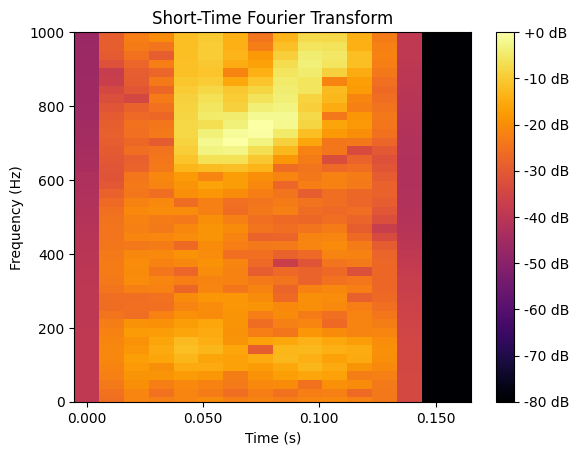 Short-Time Fourier Transform
1000
800
600
400
200
0
Frequency (Hz)
0.000
0.050
0.100
0.150
Time (s)
+0 dB
-10 dB
-20 dB
-30 dB
-40 dB
-50 dB
-60 dB
-70 dB
-80 dB